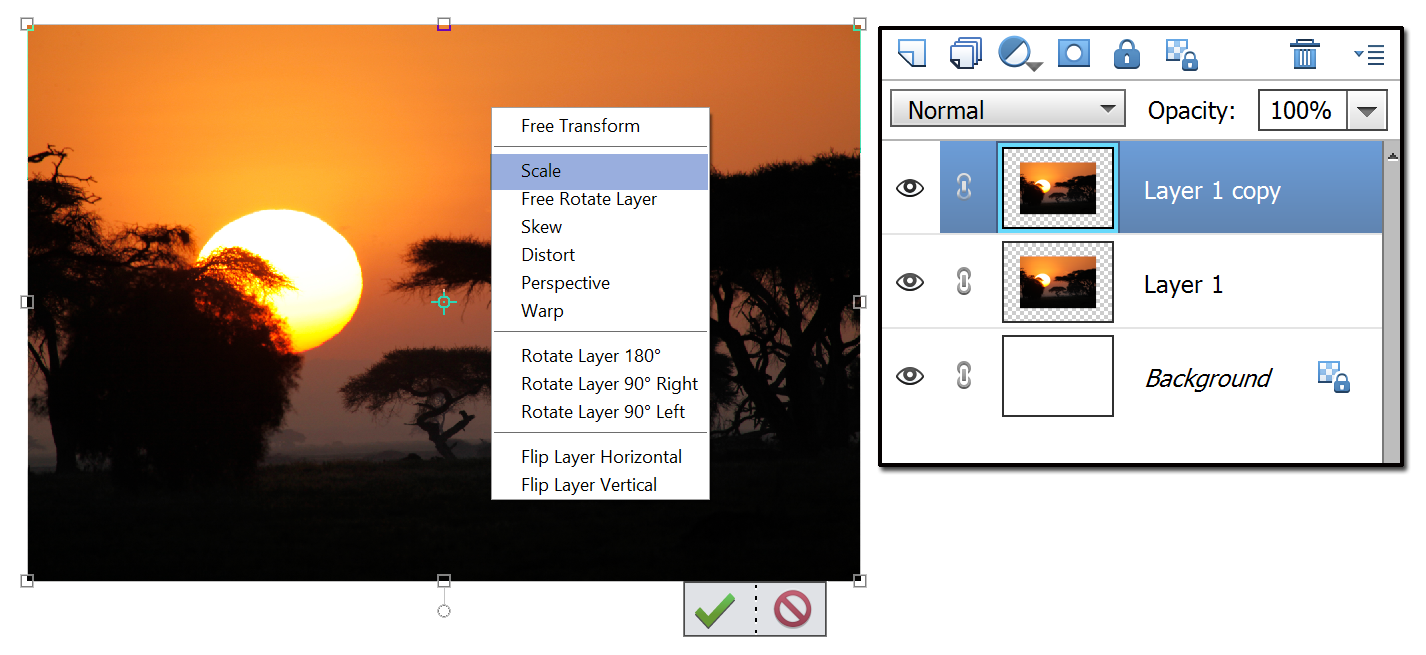 Free Transform
Scale
Free Rotate Layer
Skew
Distort
Perspective
Warp
Rotate Layer 180°
Rotate Layer 90° Right
Rotate Layer 90° Left
Flip Layer Horizontal
Flip Layer Vertical
Normal Opacity: 100%
Layer 1 copy
Layer 1
Background